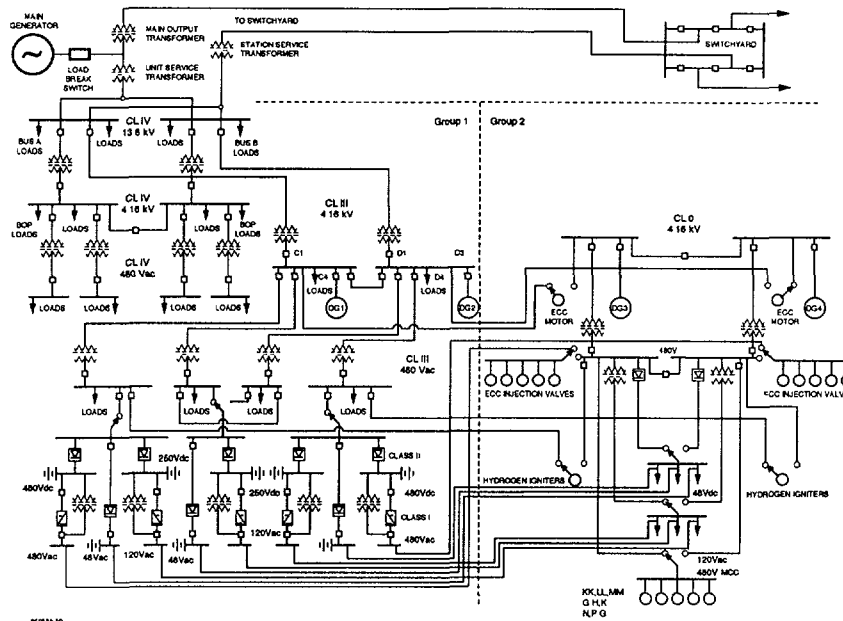 MAIN
GENERATOR
MAIN OUTPUT
TRANSFORMER
TO SWITCHYARD
STATION SERVICE
TRANSFORMER
SWITCHYARD
LOAD
BREAK
SWITCH
UNIT SERVICE
TRANSFORMER
CL IV
13.8 kV
BUS A
LOADS
LOADS
LOADS
BUS B
LOADS
Group 1
Group 2
CL IV
4 16 kV
BOP
LOADS
LOADS
LOADS
BOP
LOADS
CL IV
480 Vac
LOADS
LOADS
LOADS
LOADS
CL III
4 16 kV
C1
C4
LOADS
DG1
D1
D4
LOADS
D3
DG2
CL 0
4 16 kV
ECC
MOTOR
DG3
ECC
MOTOR
DG4
CL III
480 Vac
LOADS
LOADS
LOADS
LOADS
480V
ECC INJECTION VALVES
ECC INJECTION VALVES
HYDROGEN IGNITERS
HYDROGEN IGNITERS
250Vdc
480Vdc
250Vdc
480Vdc
CLASS II
CLASS I
480Vac
48Vac
120Vac
48Vac
120Vac
480Vac
48Vdc
120Vac
480V MCC
KK,LL,MM
G H,K
N,P G